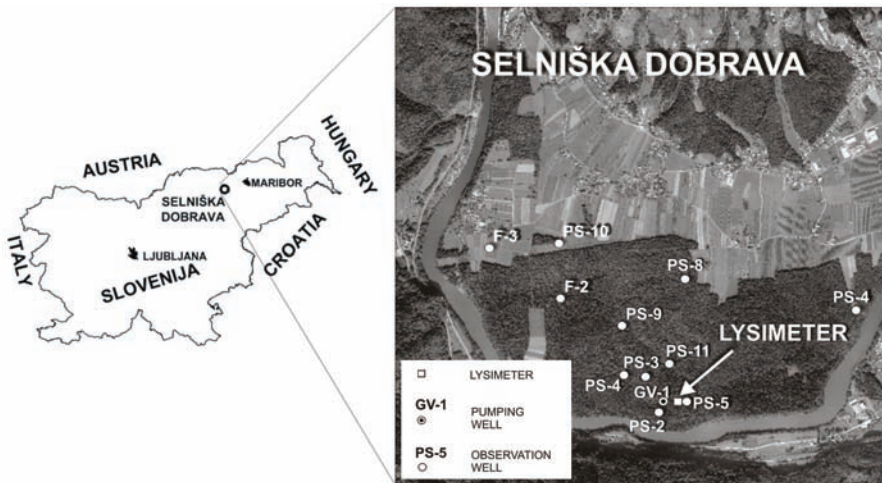 AUSTRIA
HUNGARY
MARIBOR
SELNIŠKA
DOBRAVA
ITALY
LJUBLJANA
CROATIA
SLOVENIJA
SELNIŠKA DOBRAVA
F-3
PS-10
PS-8
F-2
PS-4
PS-9
LYSIMETER
PS-11
PS-3
PS-4
GV-1
PS-5
PS-2
LYSIMETER
GV-1
PUMPING
WELL
PS-5
OBSERVATION
WELL